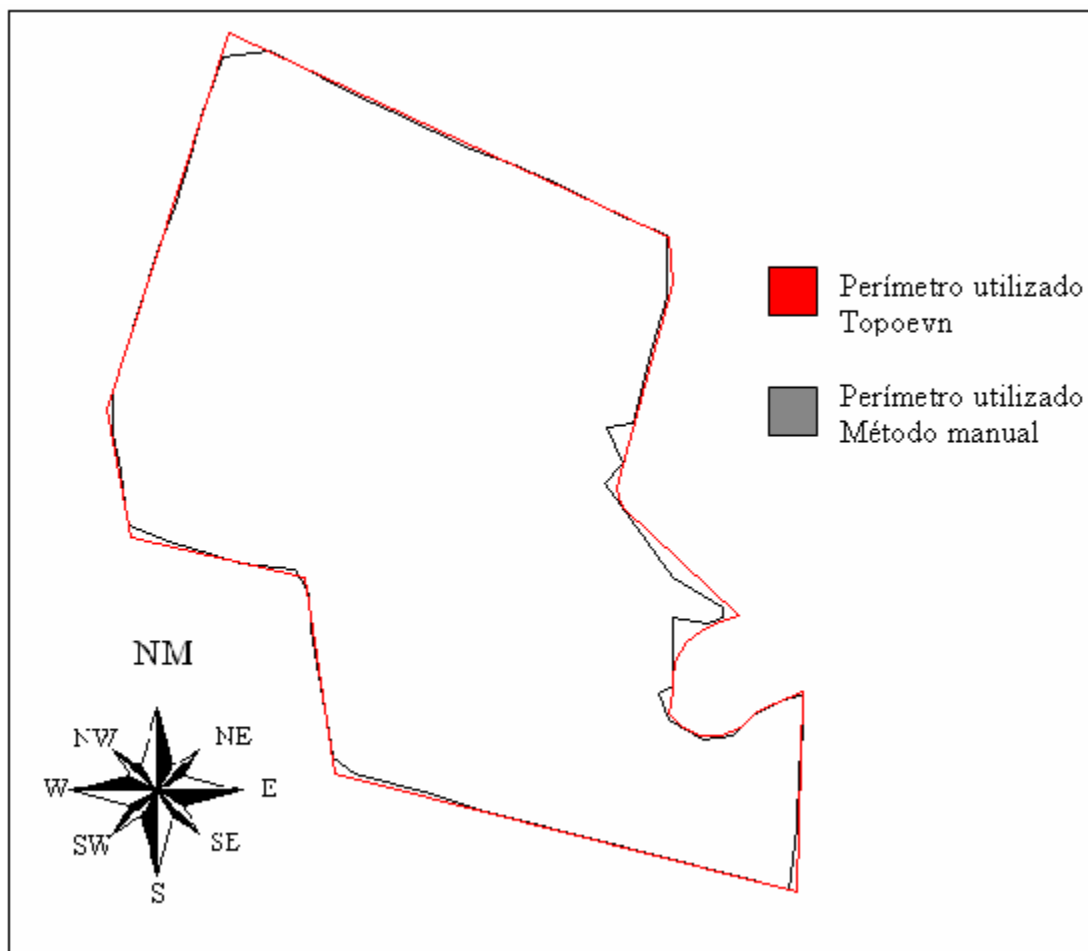 Perímetro utilizado
Topoevn
Perímetro utilizado
Método manual
NM
NW
NE
W
E
SW
SE
S